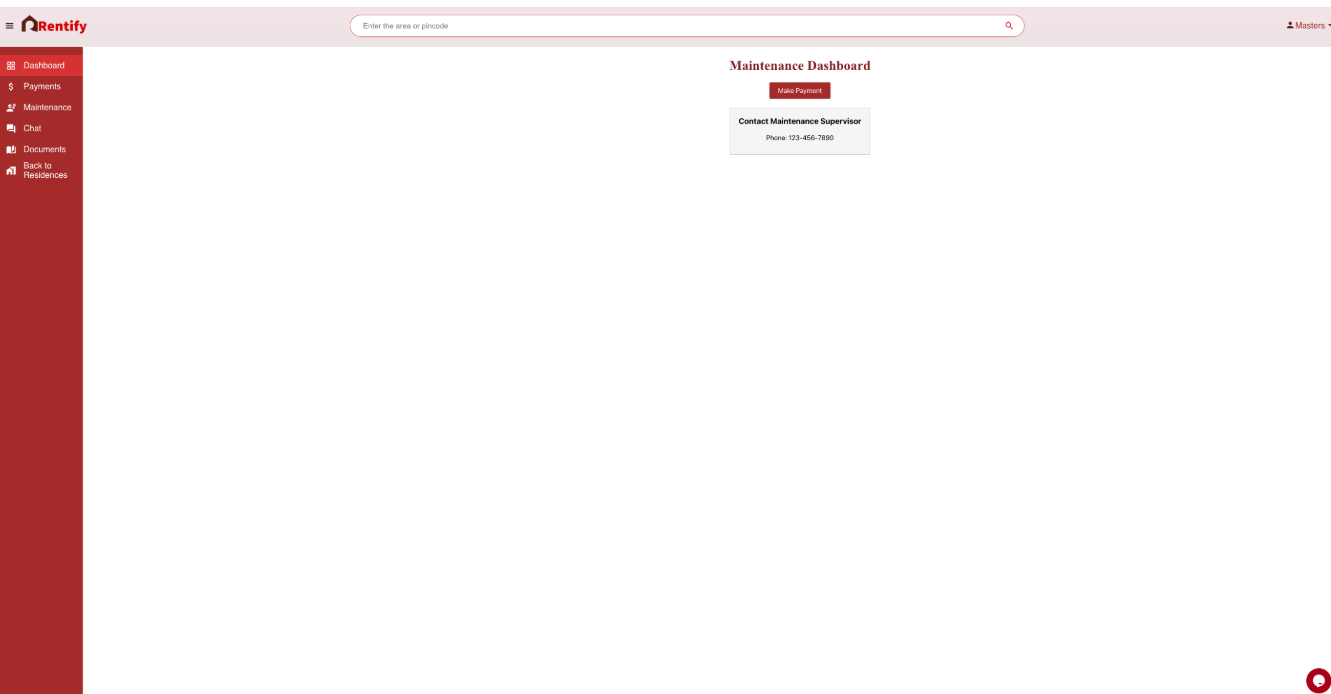 Rentify
Enter the area or pincode
Masters
Dashboard
Payments
Maintenance
Chat
Documents
Back to
Residences
Maintenance Dashboard
Make Payment
Contact Maintenance Supervisor
Phone: 123-456-7890